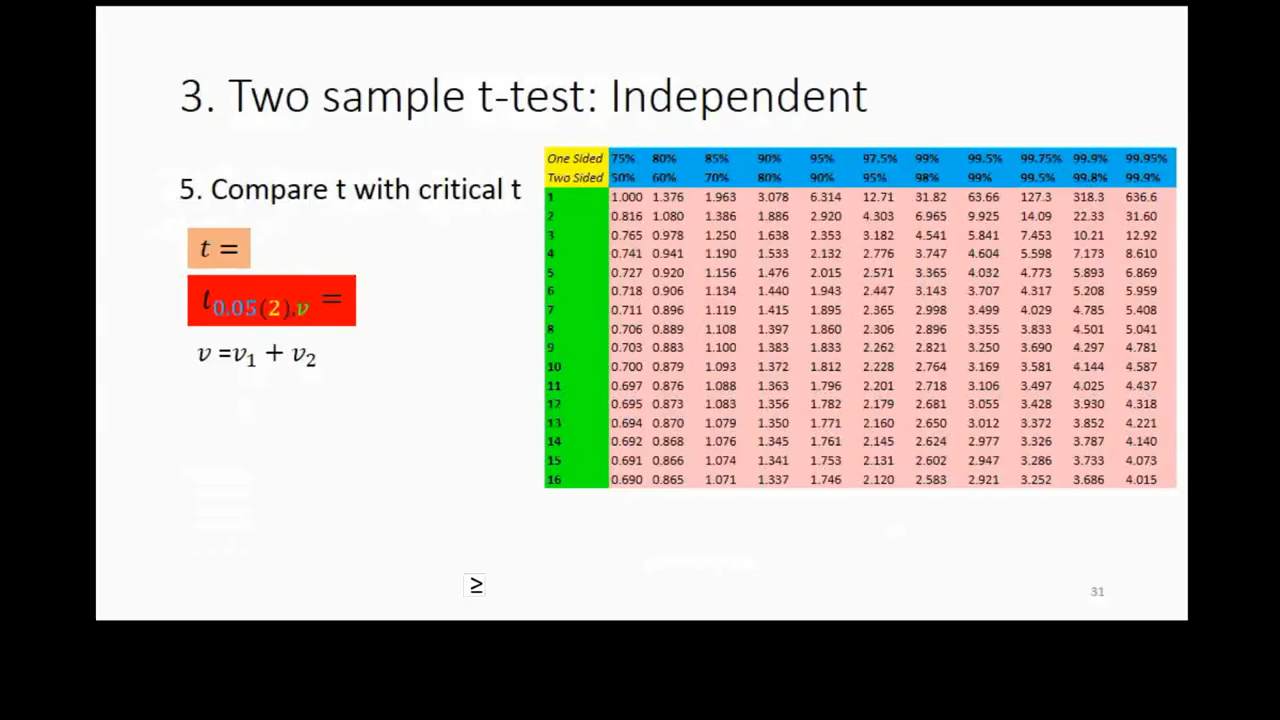 3. Two sample t-test: Independent
5. Compare t with critical t
t =
t0.05(2),v =
v =v1 + v2
One Sided 75% 80% 85% 90% 95% 97.5% 99% 99.5% 99.75% 99.9% 99.95%
Two Sided 50% 60% 70% 80% 90% 95% 98% 99% 99.5% 99.8% 99.9%
1 1.000 1.376 1.963 3.078 6.314 12.71 31.82 63.66 127.3 318.3 636.6
2 0.816 1.080 1.386 1.886 2.920 4.303 6.965 9.925 14.09 22.33 31.60
3 0.765 0.978 1.250 1.638 2.353 3.182 4.541 5.841 7.453 10.21 12.92
4 0.741 0.941 1.190 1.533 2.132 2.776 3.747 4.604 5.598 7.173 8.610
5 0.727 0.920 1.156 1.476 2.015 2.571 3.365 4.032 4.773 5.893 6.869
6 0.718 0.906 1.134 1.440 1.943 2.447 3.143 3.707 4.317 5.208 5.959
7 0.711 0.896 1.119 1.415 1.895 2.365 2.998 3.499 4.029 4.785 5.408
8 0.706 0.889 1.108 1.397 1.860 2.306 2.896 3.355 3.833 4.501 5.041
9 0.703 0.883 1.100 1.383 1.833 2.262 2.821 3.250 3.690 4.297 4.781
10 0.700 0.879 1.093 1.372 1.812 2.228 2.764 3.169 3.581 4.144 4.587
11 0.697 0.876 1.088 1.363 1.796 2.201 2.718 3.106 3.497 4.025 4.437
12 0.695 0.873 1.083 1.356 1.782 2.179 2.681 3.055 3.428 3.930 4.318
13 0.694 0.870 1.079 1.350 1.771 2.160 2.650 3.012 3.372 3.852 4.221
14 0.692 0.868 1.076 1.345 1.761 2.145 2.624 2.977 3.326 3.787 4.140
15 0.691 0.866 1.074 1.341 1.753 2.131 2.602 2.947 3.286 3.733 4.073
16 0.690 0.865 1.071 1.337 1.746 2.120 2.583 2.921 3.252 3.686 4.015
≥
31